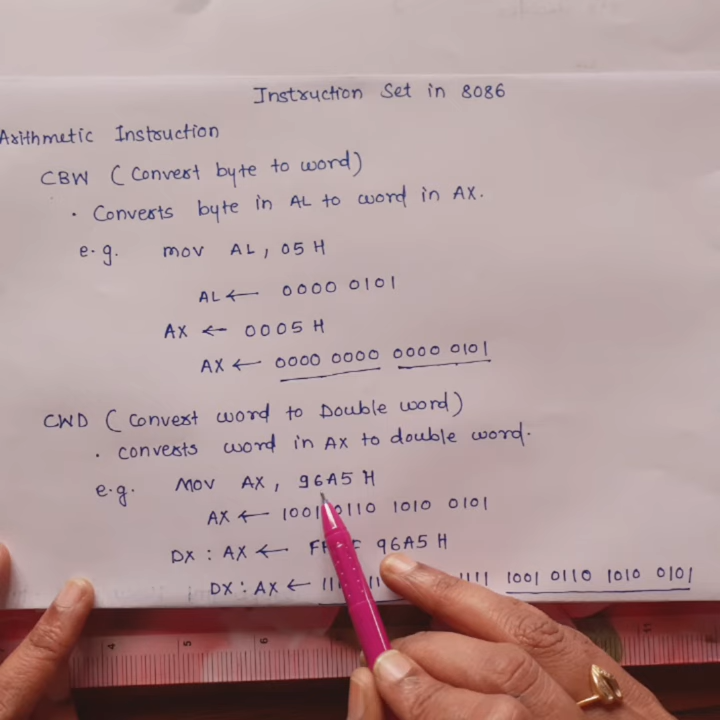 Instruction Set in 8086
Arithmetic Instruction
CBW (Convert byte to word)
• Converts byte in AL to word in AX.
e.g. mov AL, 05 H
AL ← 0000 0101
AX ← 0005 H
AX ← 0000 0000 0000 0101
CWD (Convert word to Double word)
• converts word in AX to double word.
e.g. Mov AX, 96A5 H
AX ← 1001 0110 1010 0101
DX : AX ← 96A5 H
DX : AX ← 1111 1001 0110 1010 0101